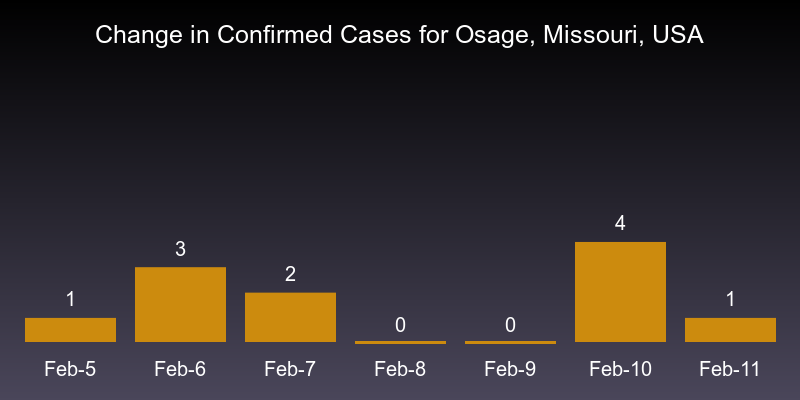 Change in Confirmed Cases for Osage, Missouri, USA
1
3
2
0
0
4
1
Feb-5
Feb-6
Feb-7
Feb-8
Feb-9
Feb-10
Feb-11